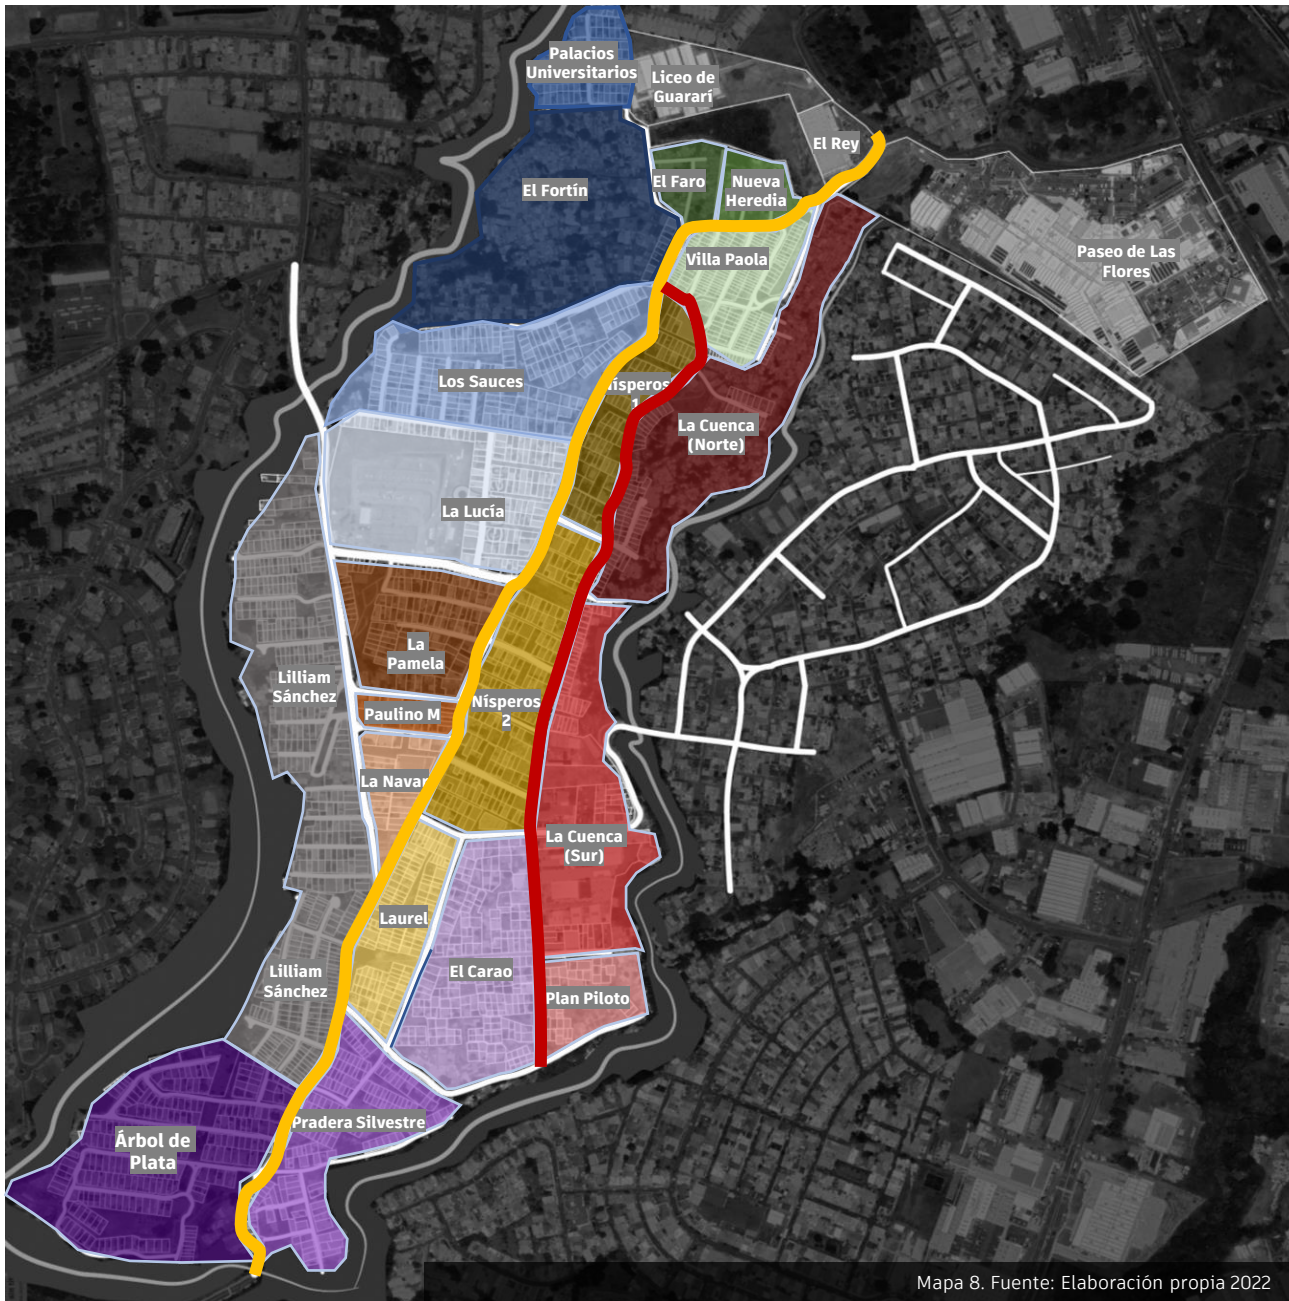 Palacios
Universitarios
Liceo de
Guararí
El Rey
El Fortín
El Faro
Nueva
Heredia
Villa Paola
Paseo de Las
Flores
Los Sauces
Nísperos
1
La Cuenca
(Norte)
La Lucía
La
Pamela
Lilliam
Sánchez
Paulino M
Nísperos
2
La Navar
La Cuenca
(Sur)
Laurel
Lilliam
Sánchez
El Carao
Plan Piloto
Pradera Silvestre
Árbol de
Plata
Mapa 8. Fuente: Elaboración propia 2022